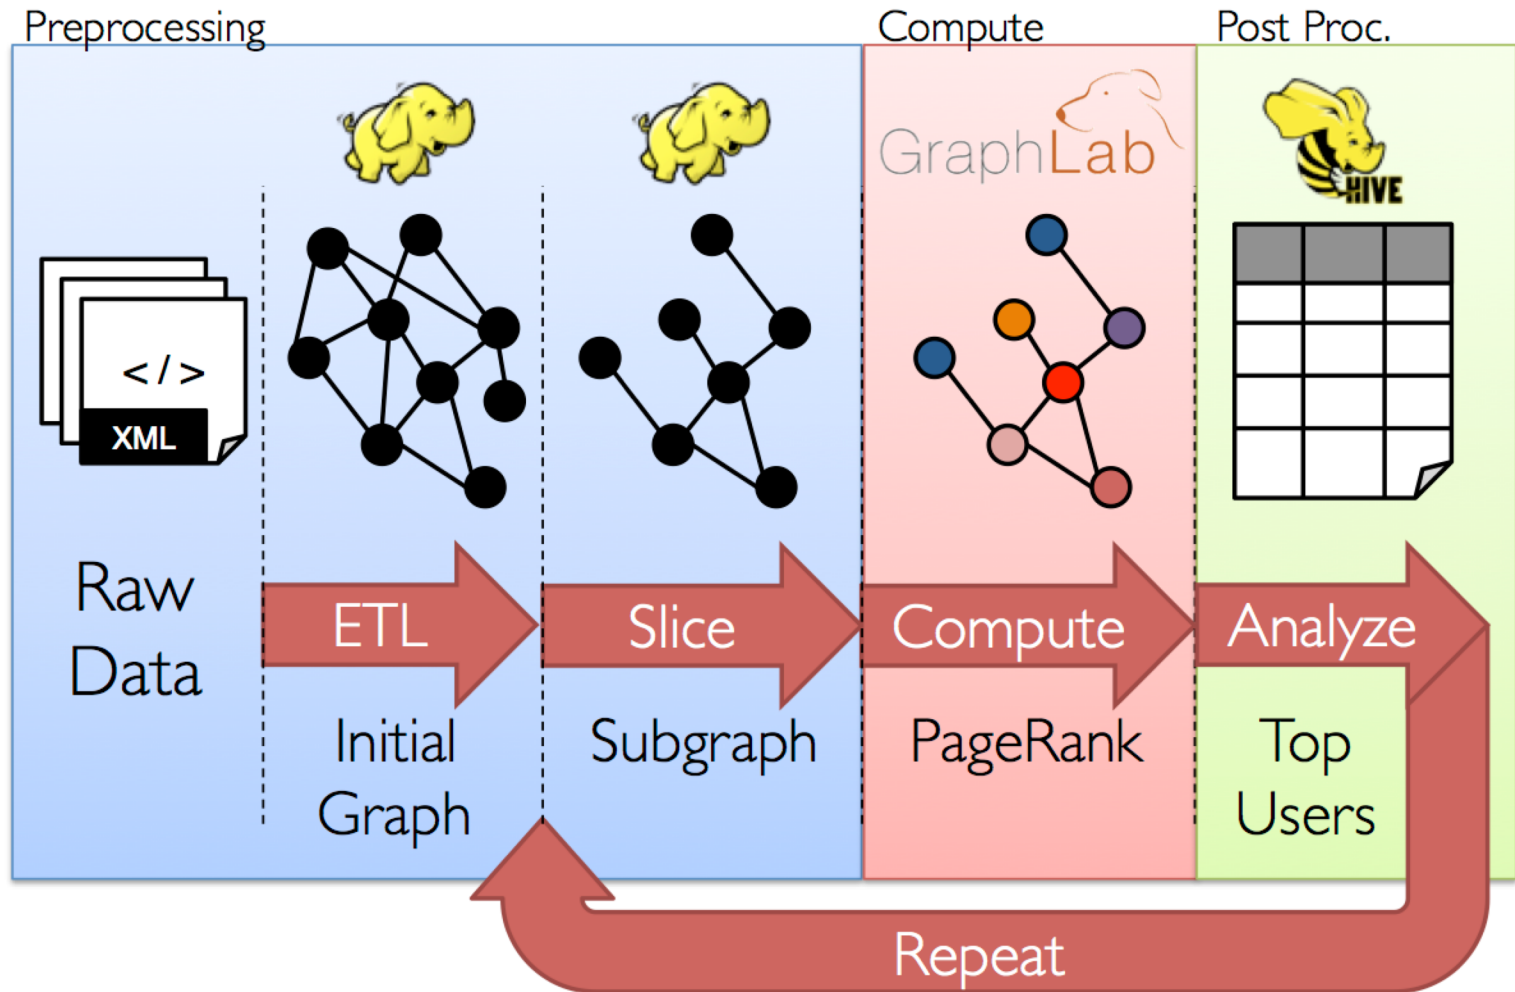 Preprocessing
Compute
Post Proc.
GraphLab
HIVE
</>
XML
Raw
Data
ETL
Slice
Compute
Analyze
Initial
Graph
Subgraph
PageRank
Top
Users
Repeat